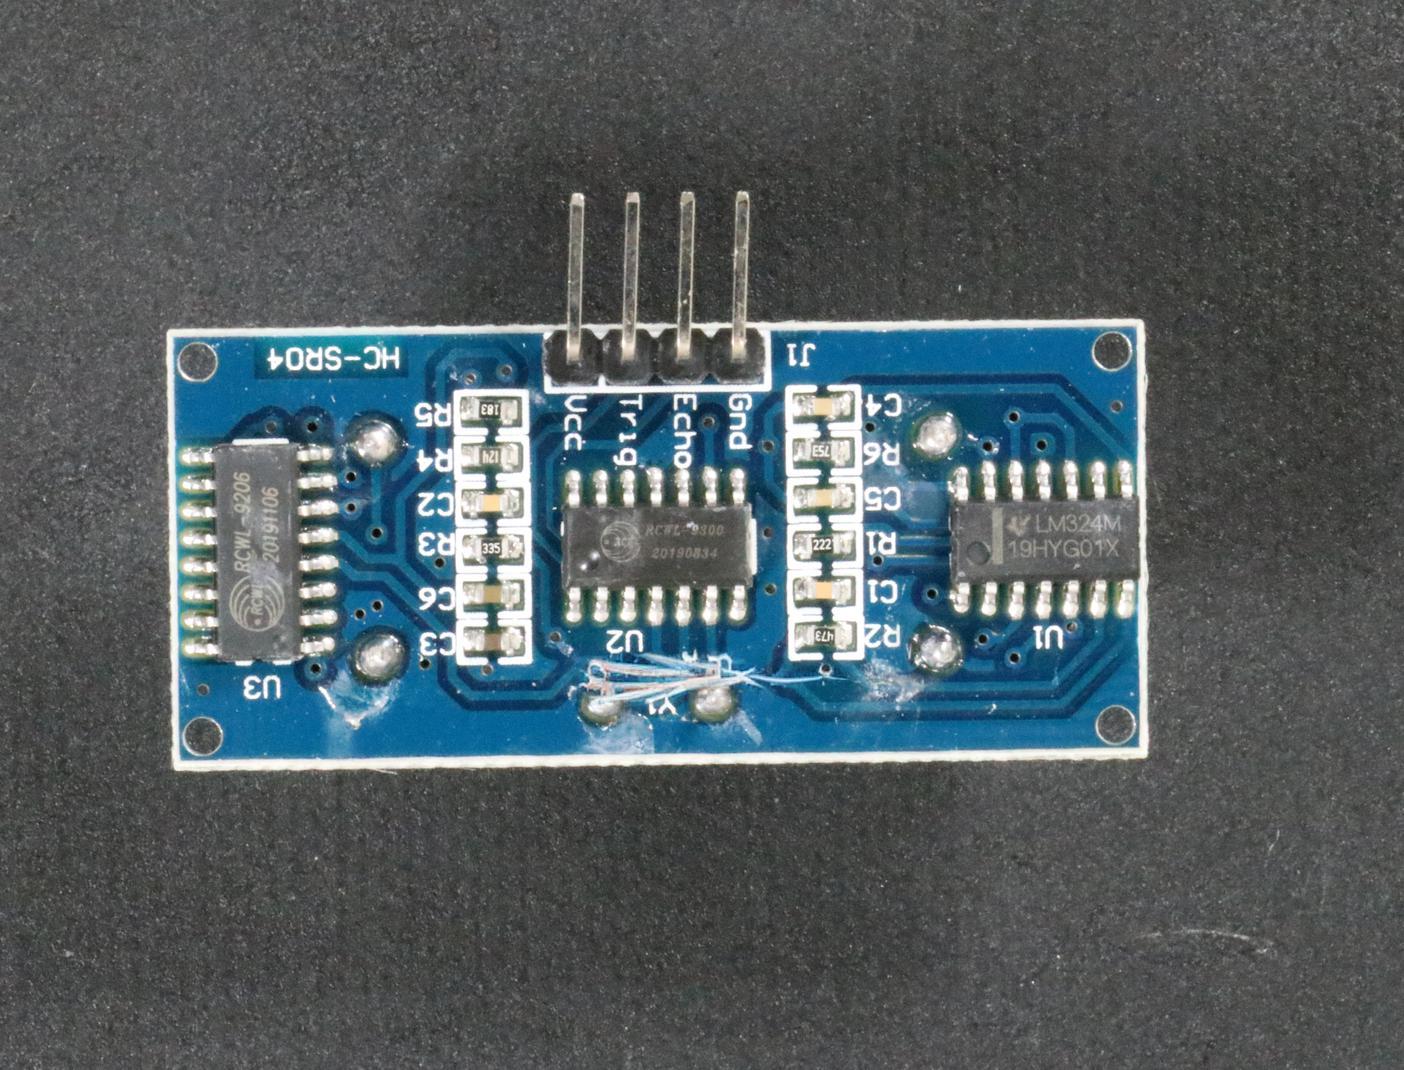 HC-SR04
J1
Vcc
Trig
Echo
Gnd
R5
183
R4
124
C2
R3
335
C6
C3
C4
R6
753
C5
R1
222
C1
R2
473
RCWL-9206
20191106
RCWL
U3
RCWL-9300
20190834
U2
Y1
LM324M
19HYG01X
U1